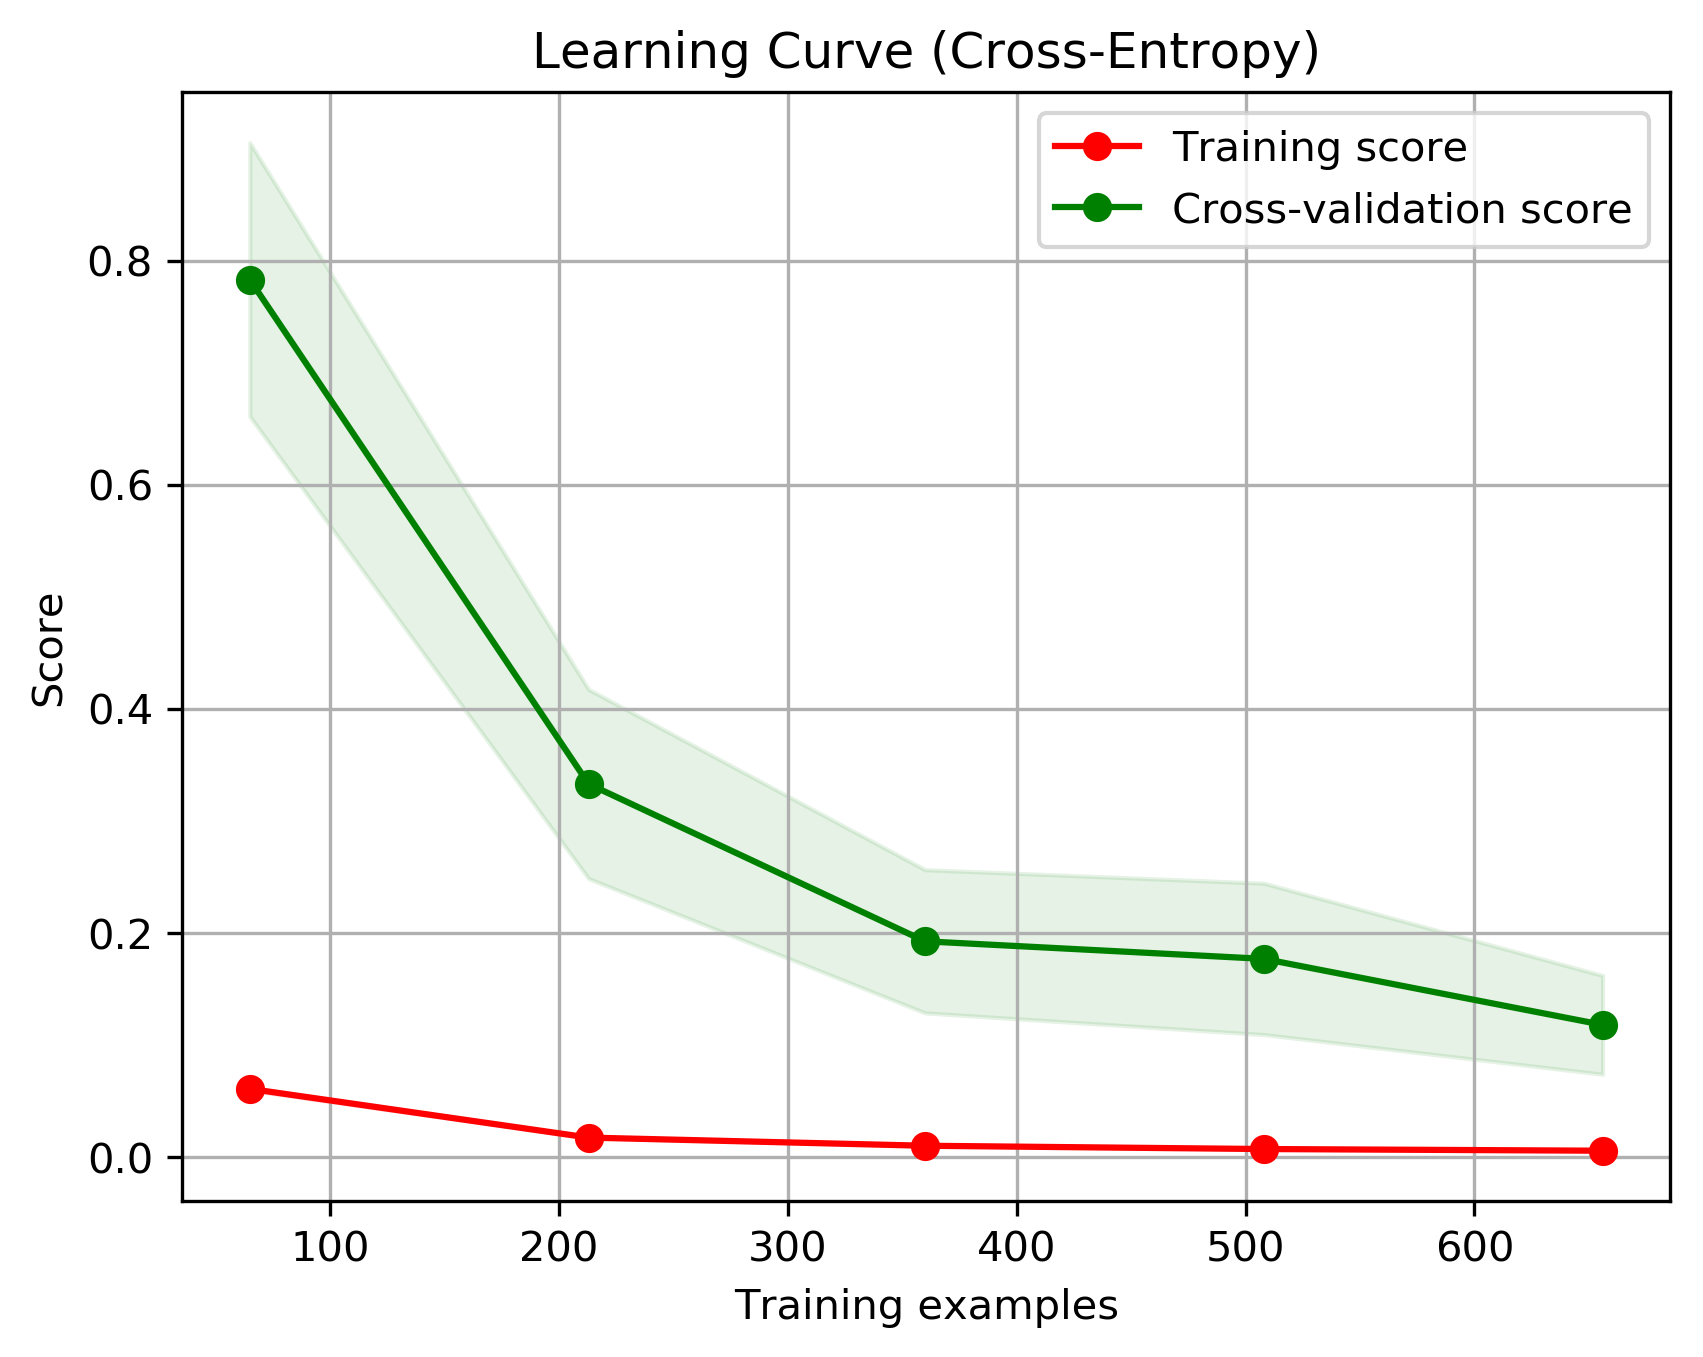 Learning Curve (Cross-Entropy)
Training score
Cross-validation score
0.8
0.6
0.4
0.2
0.0
Score
100 200 300 400 500 600
Training examples